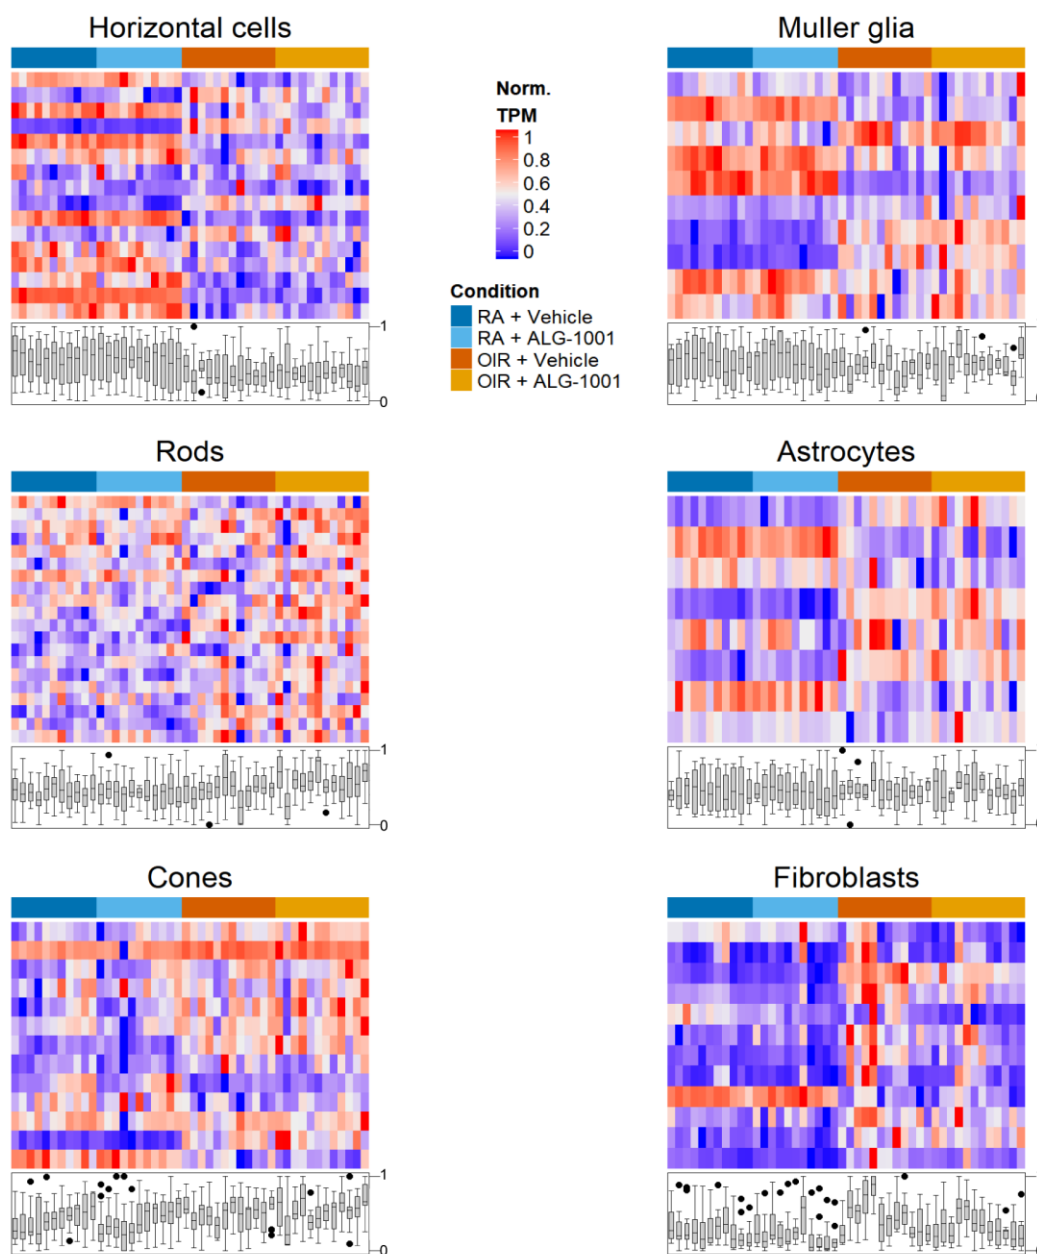 Horizontal cells
Muller glia
Norm.
TPM
1
0.8
0.6
0.4
0.2
0
Condition
RA + Vehicle
RA + ALG-1001
OIR + Vehicle
OIR + ALG-1001
1
0
Rods
Astrocytes
1
0
Cones
Fibroblasts
1
0